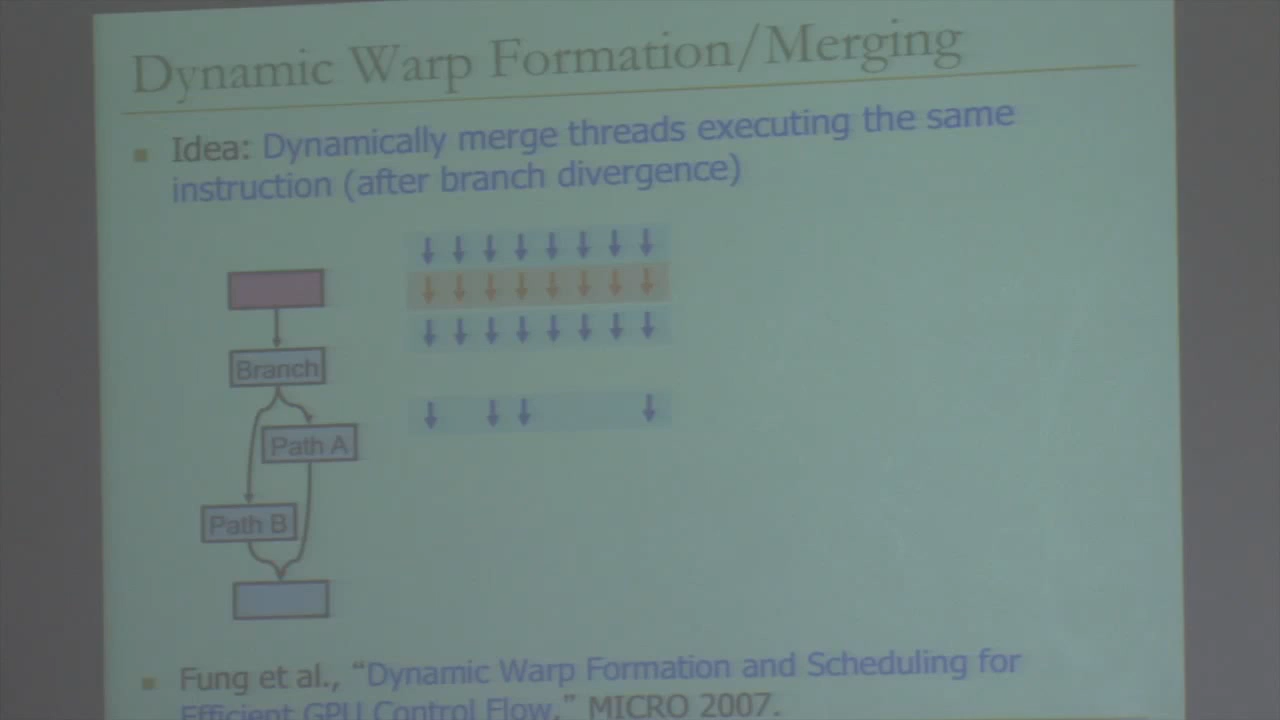 Dynamic Warp Formation/Merging
Idea: Dynamically merge threads executing the same
instruction (after branch divergence)
Branch
Path A
Path B
Fung et al., “Dynamic Warp Formation and Scheduling for
Efficient GPU Control Flow,” MICRO 2007.